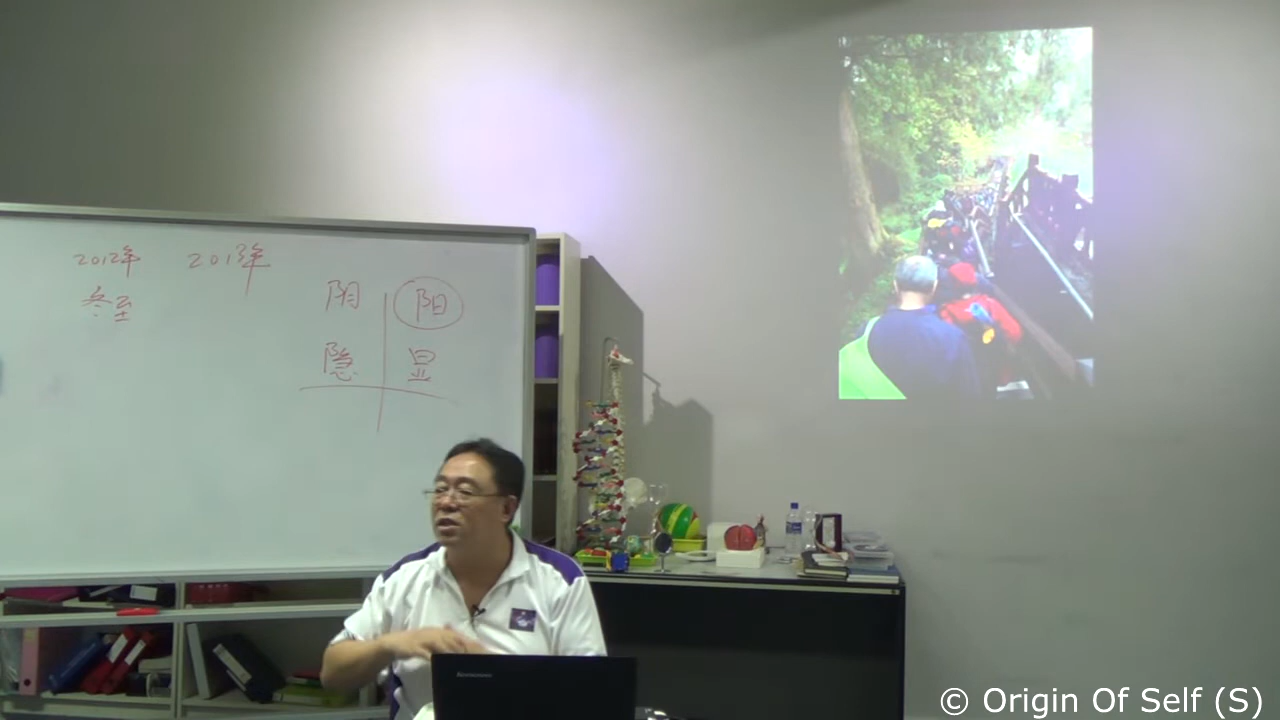 2012年 2013年
冬至
阴 阳
隐 显
lenovo
© Origin Of Self (S)